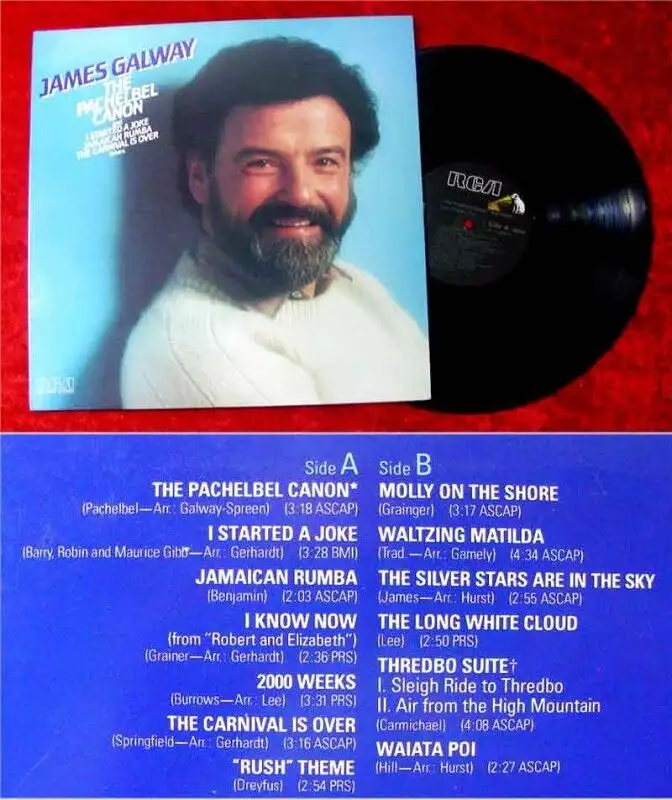 JAMES GALWAY
THE
PACHELBEL
CANON
I STARTED A JOKE
JAMAICAN RUMBA
THE CARNIVAL IS OVER
RCA
RCA
Side A
THE PACHELBEL CANON*
(Pachelbel—Arr.: Galway-Spreen) (3:18 ASCAP)
I STARTED A JOKE
(Barry, Robin and Maurice Gibb—Arr.: Gerhardt) (3:28 BMI)
JAMAICAN RUMBA
(Benjamin) (2:03 ASCAP)
I KNOW NOW
(from "Robert and Elizabeth")
(Grainer—Arr.: Gerhardt) (2:36 PRS)
2000 WEEKS
(Burrows—Arr.: Lee) (3:31 PRS)
THE CARNIVAL IS OVER
(Springfield—Arr.: Gerhardt) (3:16 ASCAP)
"RUSH" THEME
(Dreyfus) (2:54 PRS)
Side B
MOLLY ON THE SHORE
(Grainger) (3:17 ASCAP)
WALTZING MATILDA
(Trad.—Arr.: Gamely) (4:34 ASCAP)
THE SILVER STARS ARE IN THE SKY
(James—Arr.: Hurst) (2:55 ASCAP)
THE LONG WHITE CLOUD
(Lee) (2:50 PRS)
THREDBO SUITE†
I. Sleigh Ride to Thredbo
II. Air from the High Mountain
(Carmichael) (4:08 ASCAP)
WAIATA POI
(Hill—Arr.: Hurst) (2:27 ASCAP)